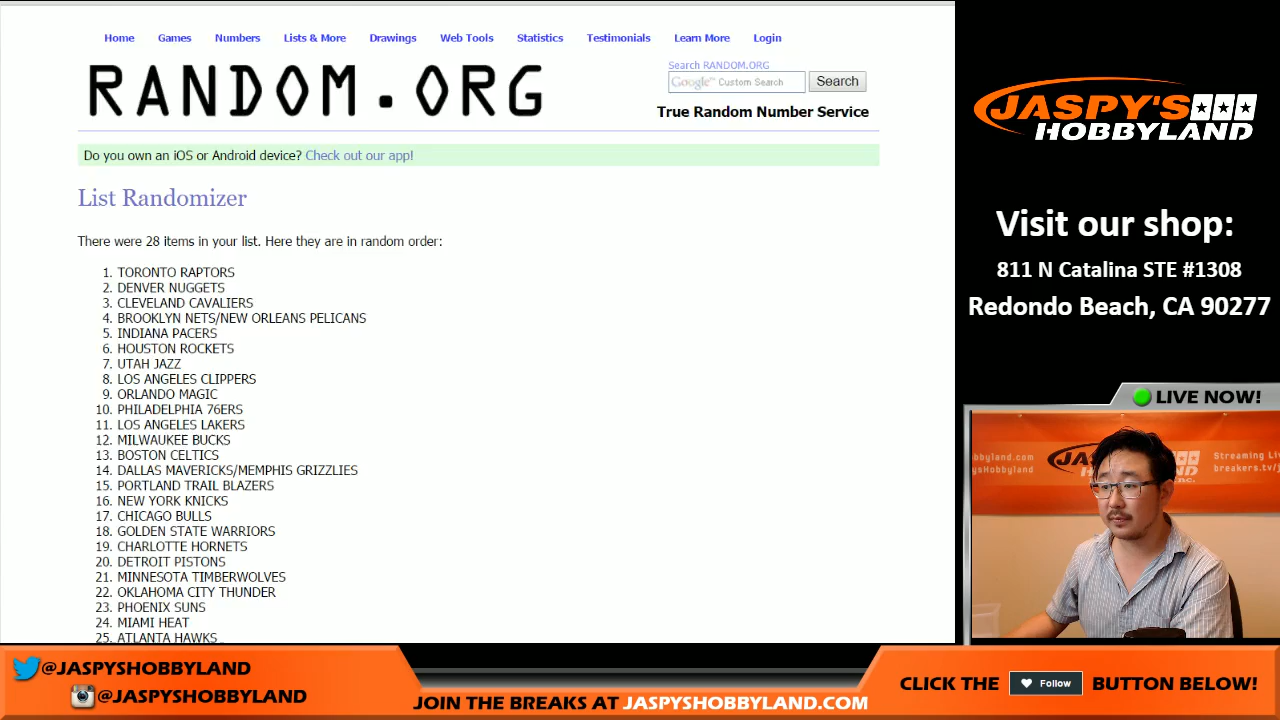 Home Games Numbers Lists & More Drawings Web Tools Statistics Testimonials Learn More Login
RANDOM.ORG
Search RANDOM.ORG
Google™ Custom Search Search
True Random Number Service
Do you own an iOS or Android device? Check out our app!
List Randomizer
There were 28 items in your list. Here they are in random order:
1. TORONTO RAPTORS
2. DENVER NUGGETS
3. CLEVELAND CAVALIERS
4. BROOKLYN NETS/NEW ORLEANS PELICANS
5. INDIANA PACERS
6. HOUSTON ROCKETS
7. UTAH JAZZ
8. LOS ANGELES CLIPPERS
9. ORLANDO MAGIC
10. PHILADELPHIA 76ERS
11. LOS ANGELES LAKERS
12. MILWAUKEE BUCKS
13. BOSTON CELTICS
14. DALLAS MAVERICKS/MEMPHIS GRIZZLIES
15. PORTLAND TRAIL BLAZERS
16. NEW YORK KNICKS
17. CHICAGO BULLS
18. GOLDEN STATE WARRIORS
19. CHARLOTTE HORNETS
20. DETROIT PISTONS
21. MINNESOTA TIMBERWOLVES
22. OKLAHOMA CITY THUNDER
23. PHOENIX SUNS
24. MIAMI HEAT
25. ATLANTA HAWKS
JASPY'S
HOBBYLAND
Visit our shop:
811 N Catalina STE #1308
Redondo Beach, CA 90277
LIVE NOW!
Streaming
breakers.tv/
@JASPYSHOBBYLAND
@JASPYSHOBBYLAND
JOIN THE BREAKS AT JASPYSHOBBYLAND.COM
CLICK THE Follow BUTTON BELOW!